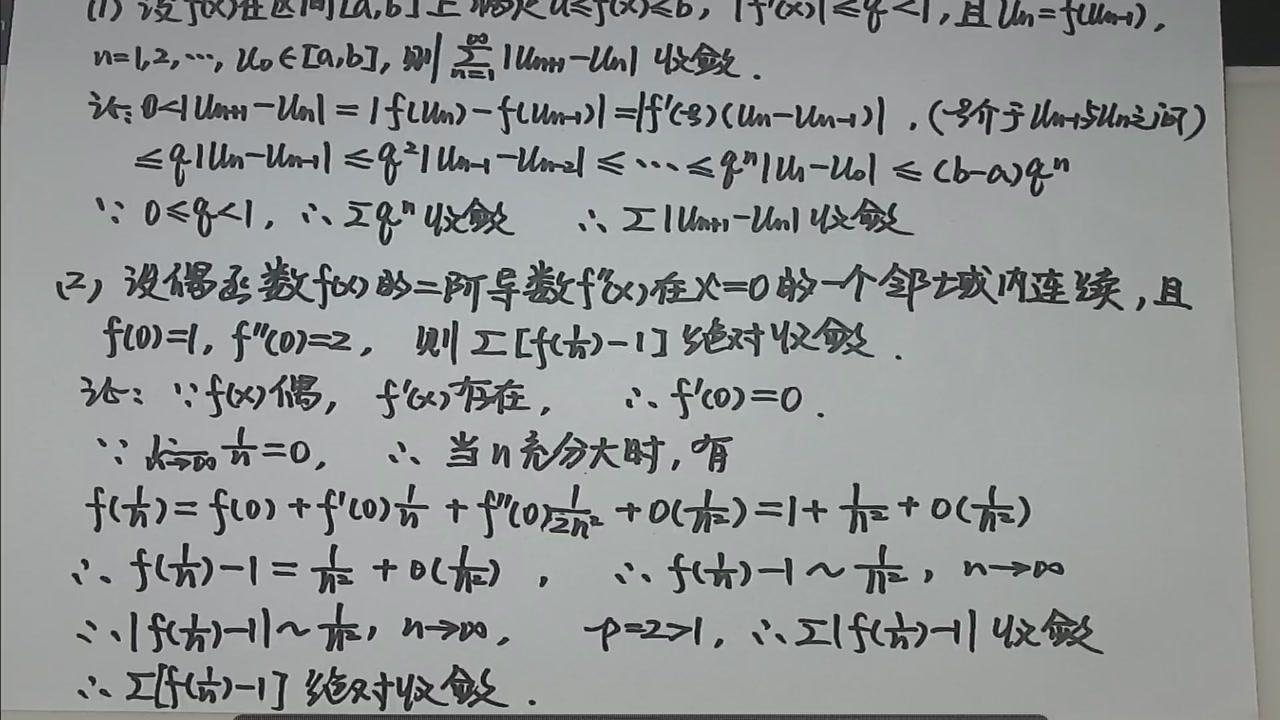 (1) 设f(x)在区间[a,b]上满足a≤f(x)≤b, |f'(x)|≤q<1, 且Un=f(Un-1),
n=1,2,…, U0∈[a,b], 则 ∑_{n=1}^{∞} |Un+1-Un| 收敛.
证: 0<|Un+1-Un| = |f(Un)-f(Un-1)| = |f'(ξ)(Un-Un-1)|, (ξ介于Un-1与Un之间)
≤q|Un-Un-1| ≤q²|Un-1-Un-2| ≤ … ≤q^n|U1-U0| ≤ (b-a)q^n
∵ 0≤q<1, ∴ Σq^n 收敛 ∴ Σ|Un+1-Un| 收敛
(2) 设偶函数f(x)的二阶导数f''(x)在x=0的一个邻域内连续, 且
f(0)=1, f''(0)=2, 则 Σ[f(1/n)-1] 绝对收敛.
证: ∵ f(x)偶, f'(x)存在, ∴ f'(0)=0.
∵ lim_{n→∞} 1/n=0, ∴ 当n充分大时, 有
f(1/n) = f(0) + f'(0)1/n + f''(0)1/2n² + o(1/n²) = 1 + 1/n² + o(1/n²)
∴ f(1/n)-1 = 1/n² + o(1/n²), ∴ f(1/n)-1 ~ 1/n², n→∞
∴ |f(1/n)-1| ~ 1/n², n→∞, p=2>1, ∴ Σ|f(1/n)-1| 收敛
∴ Σ[f(1/n)-1] 绝对收敛.